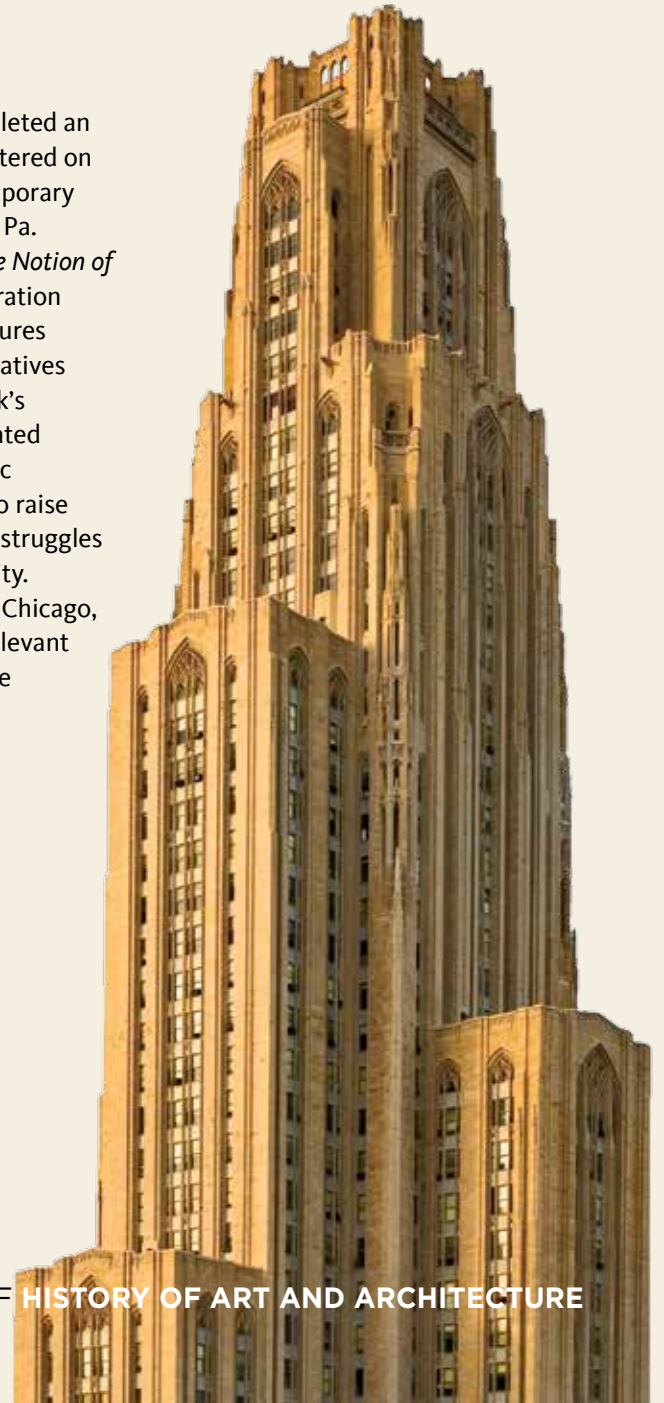 leted an
tered on
porary
Pa.
e Notion of
ration
ures
atives
k's
nted
c
o raise
struggles
ty.
Chicago,
levant
e
F HISTORY OF ART AND ARCHITECTURE